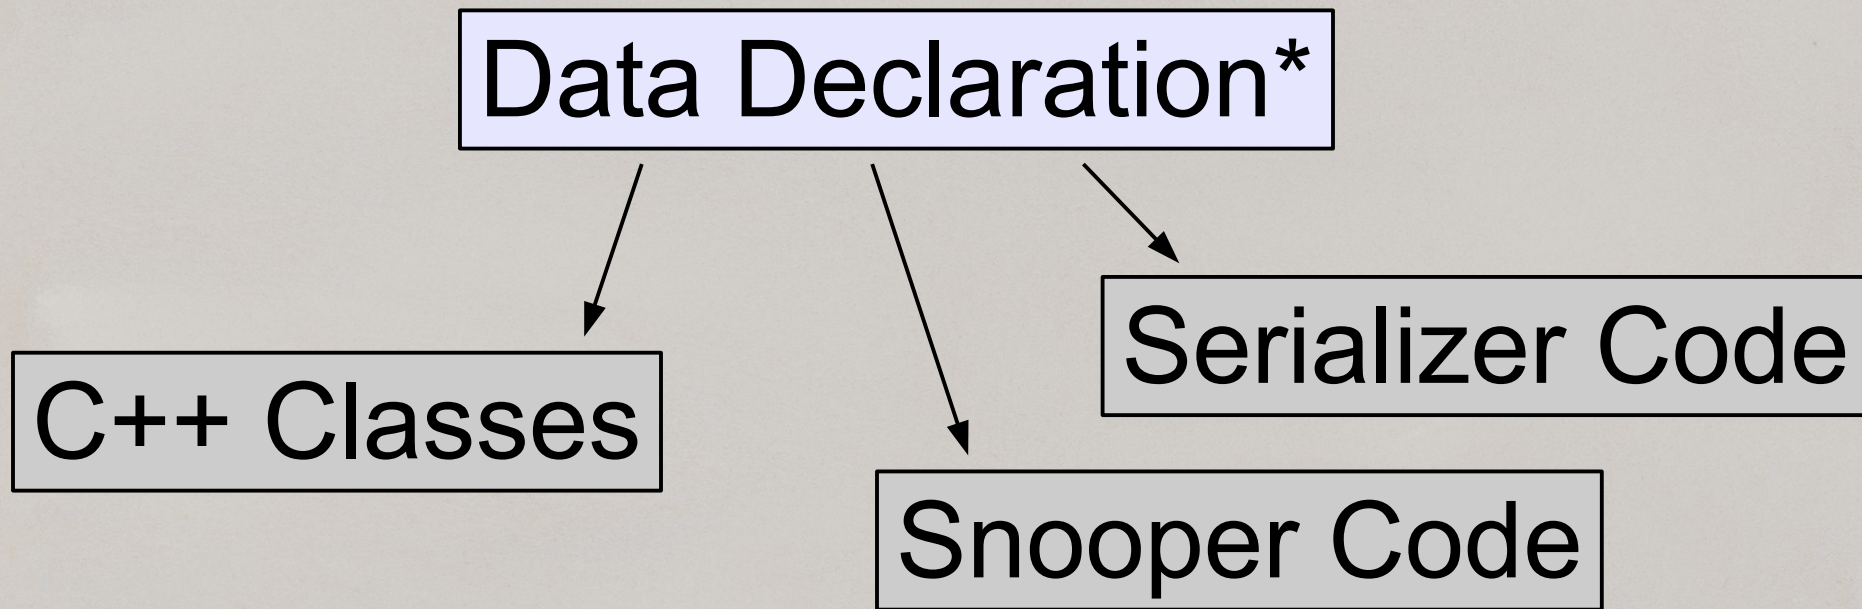 Data Declaration*
Serializer Code
C++ Classes
Snooper Code